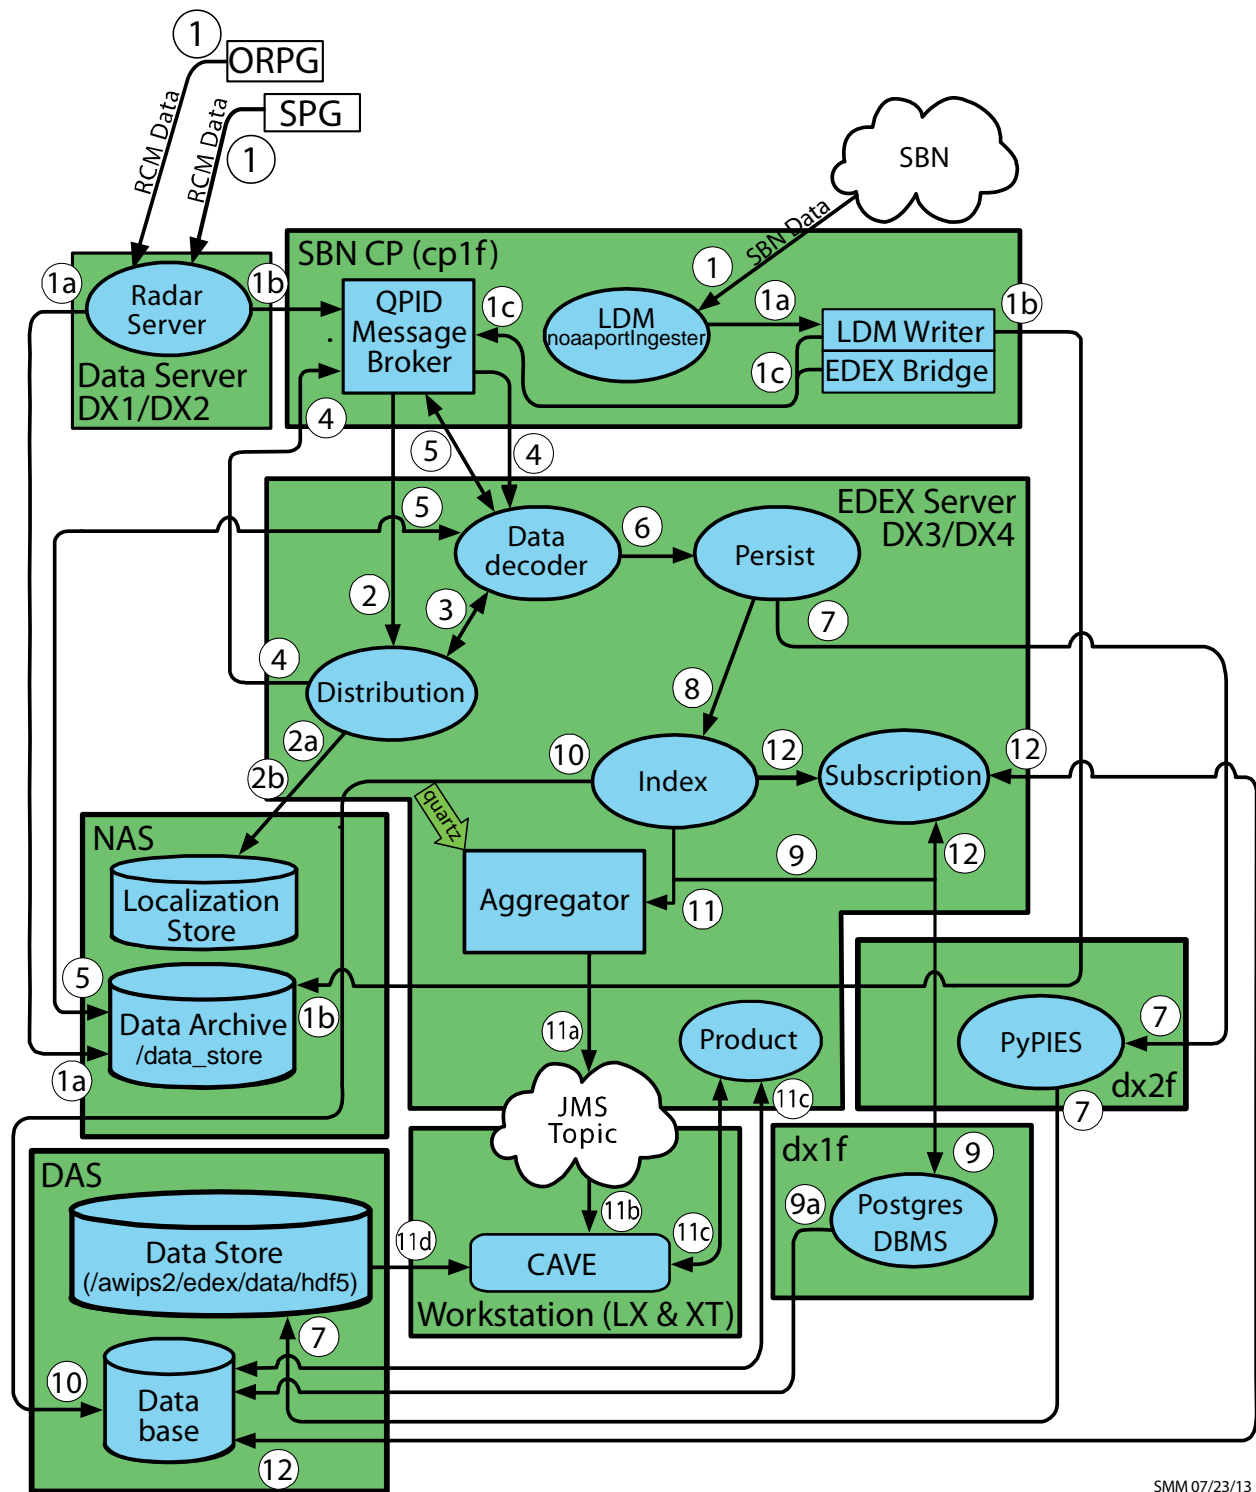 1
ORPG
SPG
1
RCM Data
RCM Data
SBN
SBN Data
1a
Radar
Server
1b
Data Server
DX1/DX2
SBN CP (cp1f)
QPID
Message
Broker
1c
1
LDM
noaaportIngester
1a
LDM Writer
EDEX Bridge
1c
1b
4
5
4
EDEX Server
DX3/DX4
5
Data
decoder
6
Persist
2
3
7
4
Distribution
8
2a
2b
10
Index
12
Subscription
12
quartz
NAS
Localization
Store
Aggregator
9
12
11
5
Data Archive
/data_store
1b
1a
11a
Product
11c
PyPIES
7
dx2f
7
JMS
Topic
dx1f
9
9a
Postgres
DBMS
DAS
Data Store
(/awips2/edex/data/hdf5)
11d
11b
11c
CAVE
Workstation (LX & XT)
7
10
Data
base
12
SMM 07/23/13